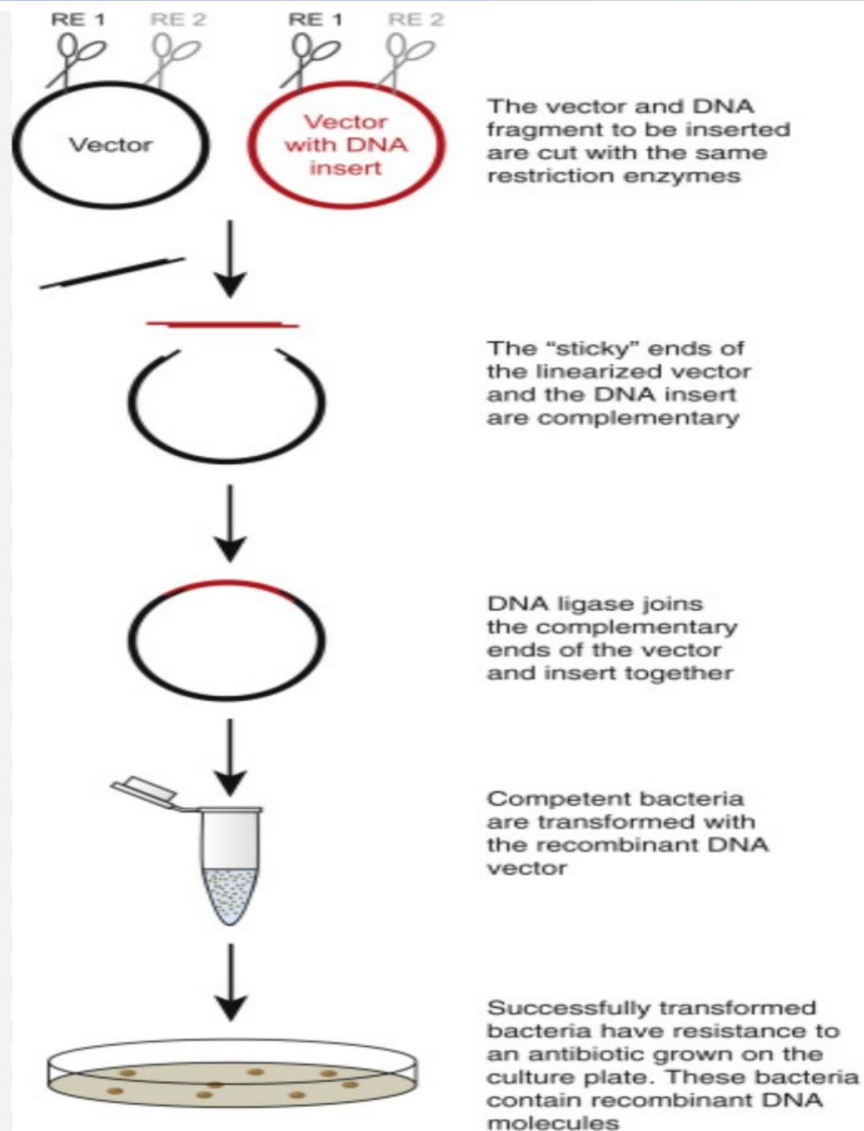 RE 1 RE 2 RE 1 RE 2
Vector
Vector
with DNA
insert
The vector and DNA
fragment to be inserted
are cut with the same
restriction enzymes
The “sticky” ends of
the linearized vector
and the DNA insert
are complementary
DNA ligase joins
the complementary
ends of the vector
and insert together
Competent bacteria
are transformed with
the recombinant DNA
vector
Successfully transformed
bacteria have resistance to
an antibiotic grown on the
culture plate. These bacteria
contain recombinant DNA
molecules